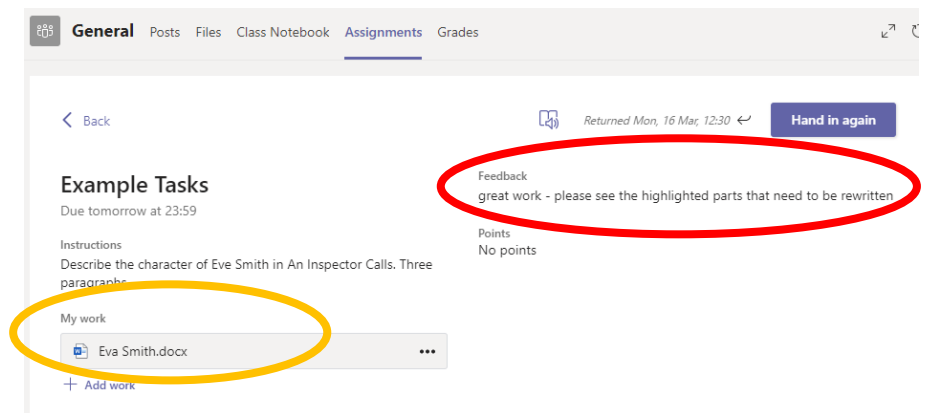 General Posts Files Class Notebook Assignments Grades
Back
Returned Mon, 16 Mar, 12:30
Hand in again
Example Tasks
Due tomorrow at 23:59
Instructions
Describe the character of Eve Smith in An Inspector Calls. Three
paragraphs
My work
Eva Smith.docx
Add work
Feedback
great work - please see the highlighted parts that need to be rewritten
Points
No points